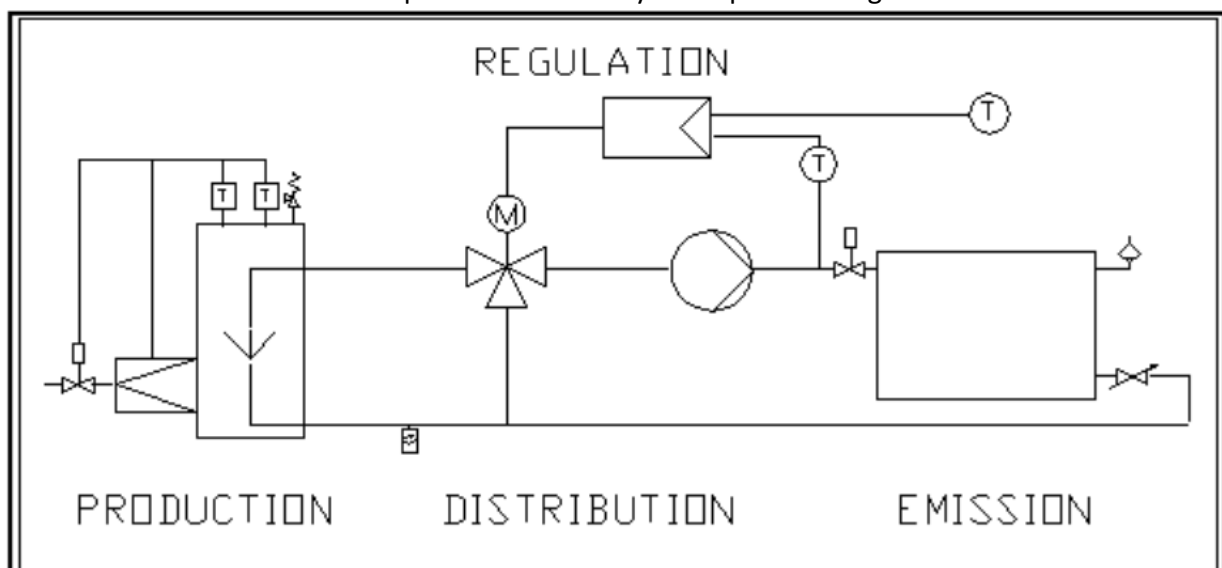 REGULATION
T
T
T T
M
PRODUCTION DISTRIBUTION EMISSION